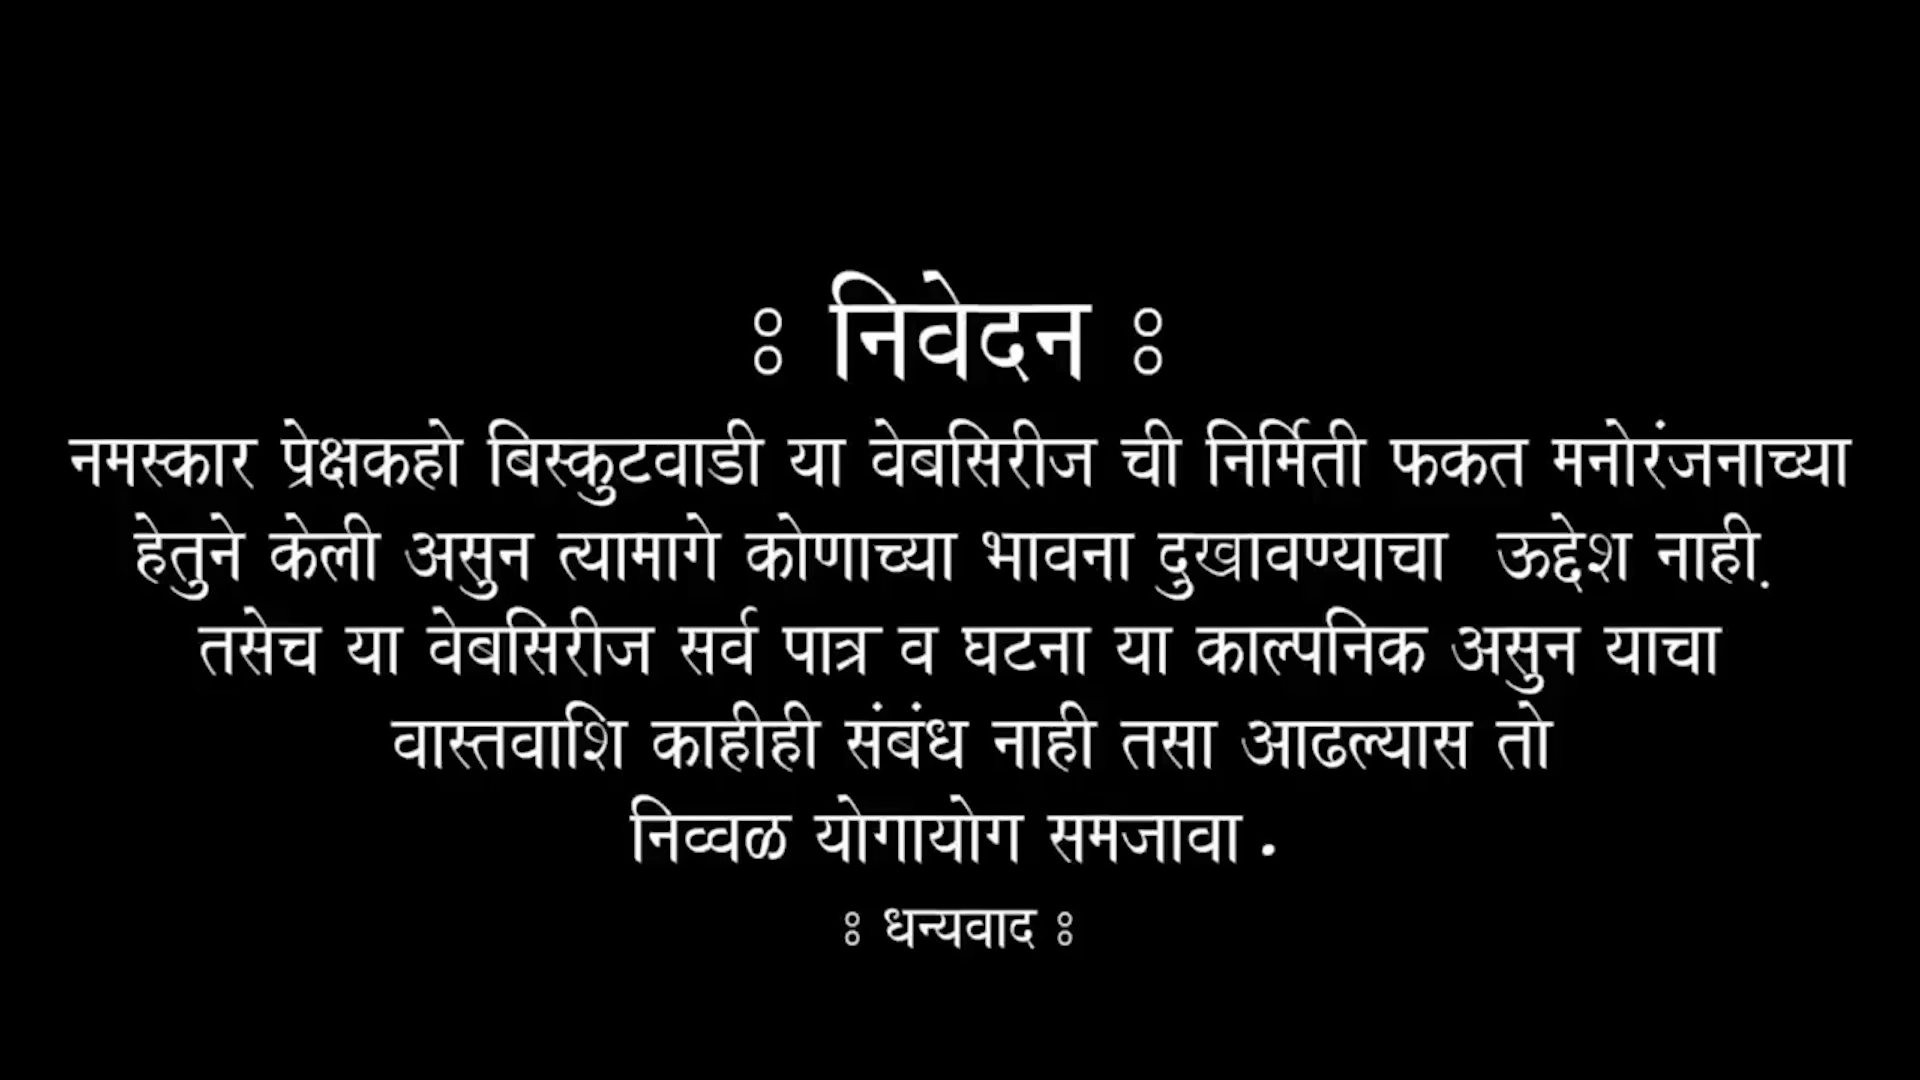 ः निवेदन ः
नमस्कार प्रेक्षकहो बिस्कुटवाडी या वेबसिरीज ची निर्मिती फकत मनोरंजनाच्या
हेतुने केली असुन त्यामागे कोणाच्या भावना दुखावण्याचा ऊद्देश नाही.
तसेच या वेबसिरीज सर्व पात्र व घटना या काल्पनिक असुन याचा
वास्तवाशि काहीही संबंध नाही तसा आढल्यास तो
निव्वळ योगायोग समजावा .
ः धन्यवाद ः